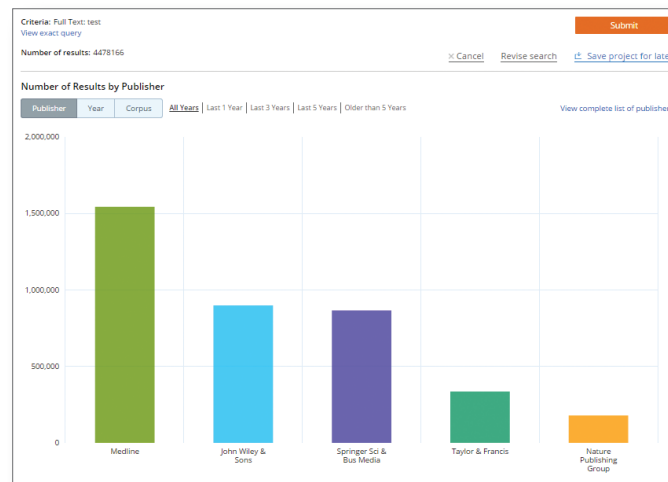 Criteria: Full Text: test
Submit
View exact query
Number of results: 4478166
× Cancel Revise search Save project for late
Number of Results by Publisher
Publisher Year Corpus All Years Last 1 Year Last 3 Years Last 5 Years Older than 5 Years View complete list of publisher
2,000,000
1,500,000
1,000,000
500,000
0
Medline
John Wiley &
Sons
Springer Sci &
Bus Media
Taylor & Francis
Nature
Publishing
Group